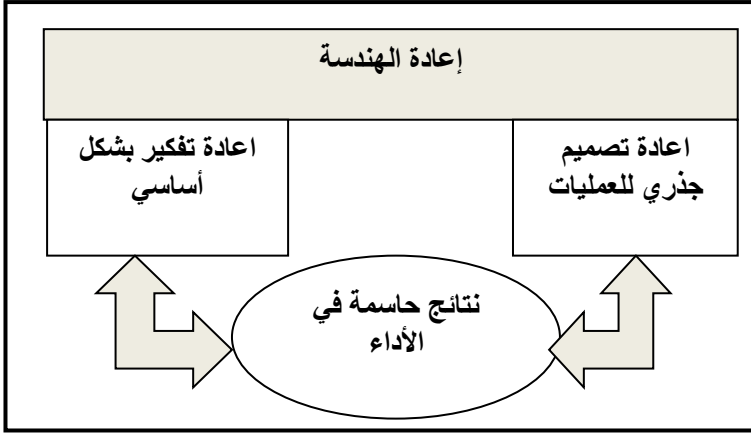 إعادة الهندسة
اعادة تصميم
جذري للعمليات
اعادة تفكير بشكل
أساسي
نتائج حاسمة في
الأداء